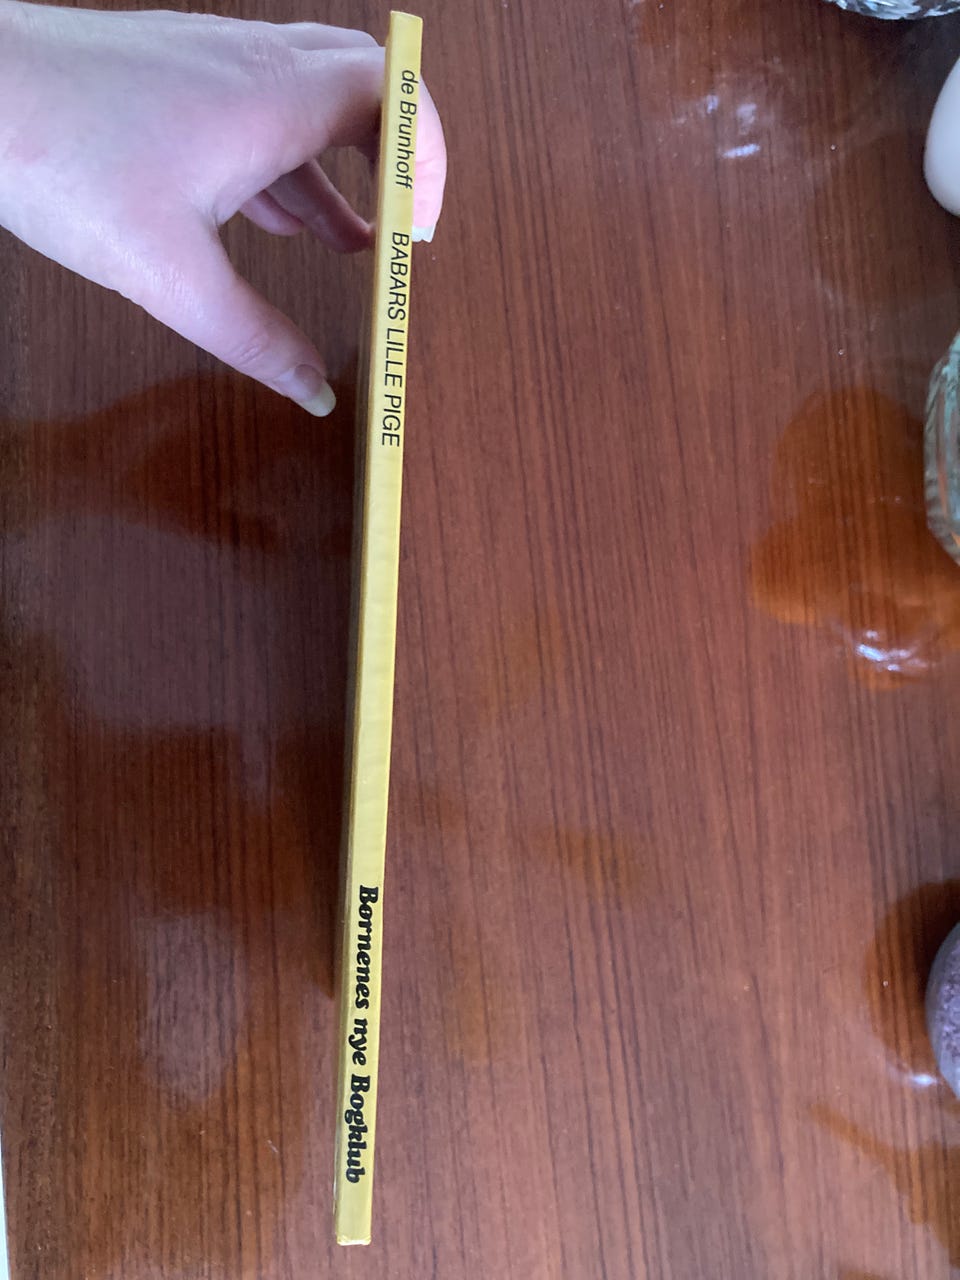 de Brunhoff BABARS LILLE PIGE Børnenes nye Bogklub